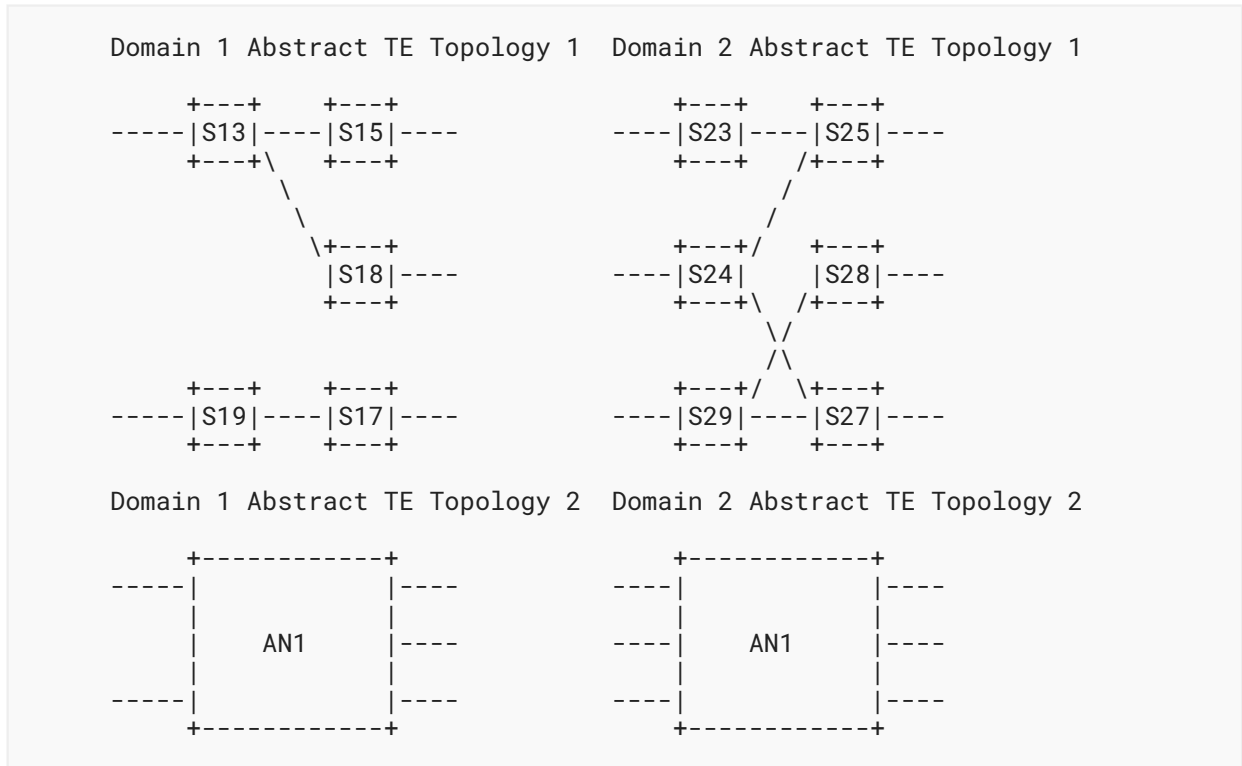 Domain 1 Abstract TE Topology 1  Domain 2 Abstract TE Topology 1

     +---+    +---+                  +---+    +---+
-----|S13|----|S15|----          ----|S23|----|S25|----
     +---+\   +---+                  +---+   /+---+
           \                                /
            \                              /
             \+---+                  +---+/   +---+
              |S18|----          ----|S24|    |S28|----
              +---+                  +---+\  /+---+
                                           \/
                                           /\
     +---+    +---+                  +---+/  \+---+
-----|S19|----|S17|----          ----|S29|----|S27|----
     +---+    +---+                  +---+    +---+

Domain 1 Abstract TE Topology 2  Domain 2 Abstract TE Topology 2

     +------------+                  +------------+
-----|            |----          ----|            |----
     |            |                  |            |
     |    AN1     |----          ----|    AN1     |----
     |            |                  |            |
-----|            |----          ----|            |----
     +------------+                  +------------+